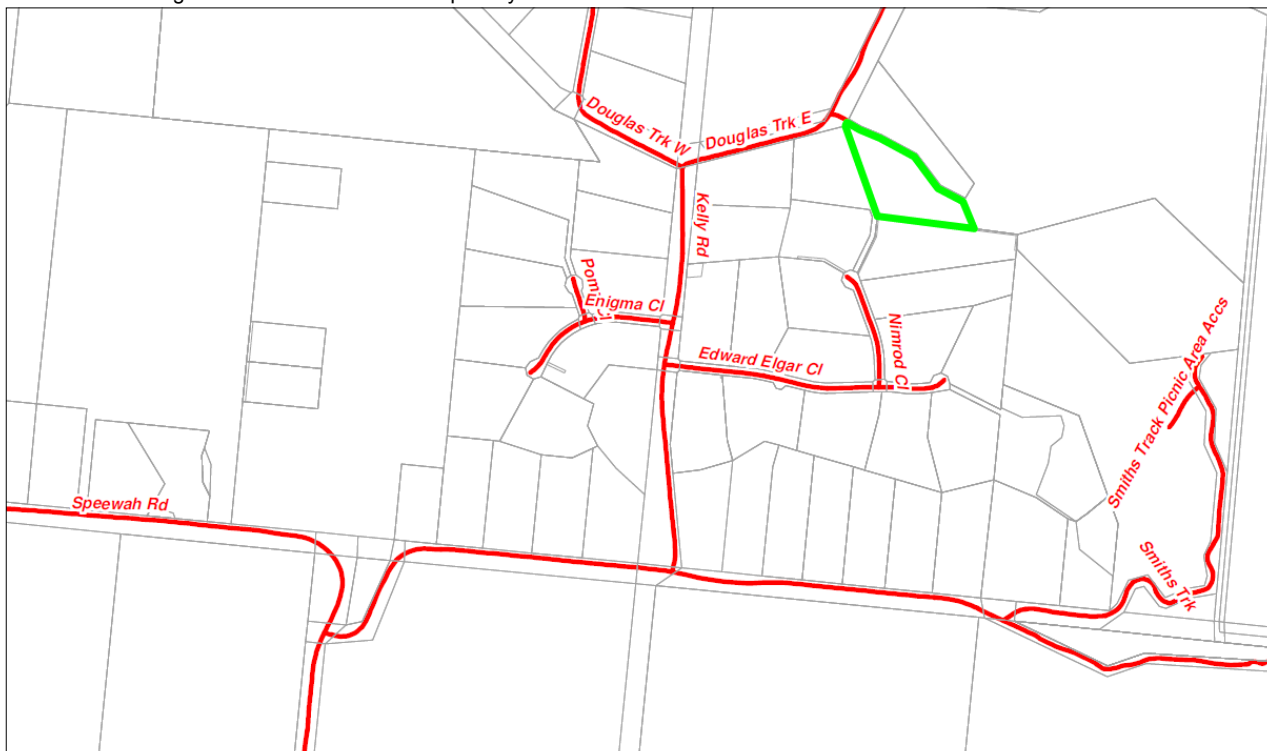 Douglas Trk W
Douglas Trk E
Kelly Rd
Enigma Cl
Edward Elgar Cl
Nimrod Cl
Smiths Track Picnic Area Accs
Speewah Rd
Smiths Trk